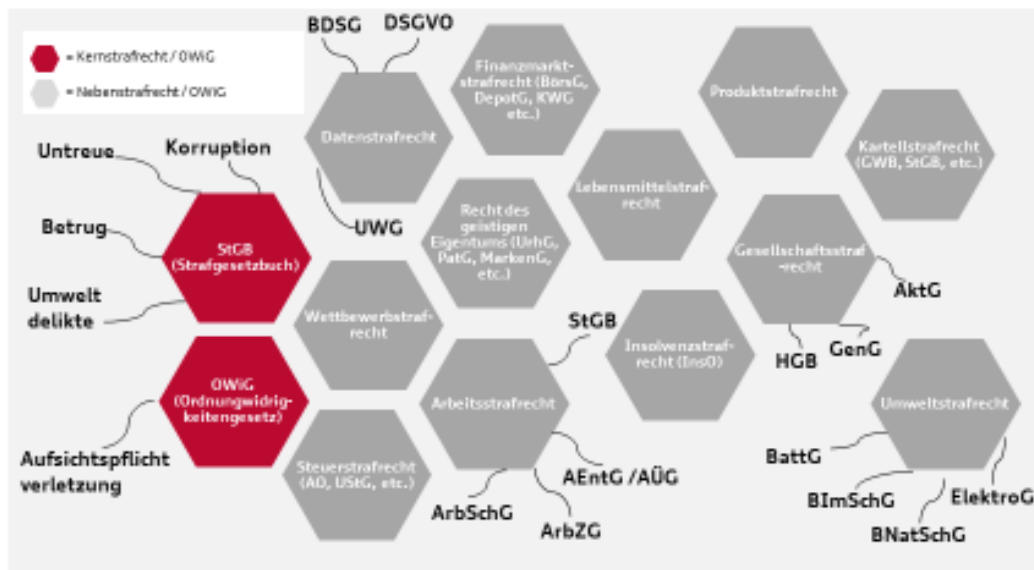 = Kernstrafrecht / OWiG
= Nebenstrafrecht / OWiG
BDSG
DSGVO
Datenstrafrecht
UWG
Finanzmarkt-
strafrecht (BörsG,
DepotG, KWG
etc.)
Produktstrafrecht
Kartellstrafrecht
(GWB, StGB, etc.)
Untreue
Korruption
Betrug
Umwelt
delikte
StGB
(Strafgesetzbuch)
Lebensmittelstraf-
recht
Recht des
geistigen
Eigentums (UrhG,
PatG, MarkenG,
etc.)
Gesellschaftsstraf
-recht
AktG
GenG
HGB
Wettbewerbstraf-
recht
StGB
Insolvenzstraf-
recht (InsO)
OWiG
(Ordnungwidrig-
keitengesetz)
Aufsichtspflicht
verletzung
Arbeitsstrafrecht
AEntG /AÜG
ArbSchG
ArbZG
Steuerstrafrecht
(AO, UStG, etc.)
Umweltstrafrecht
BattG
BImSchG
BNatSchG
ElektroG